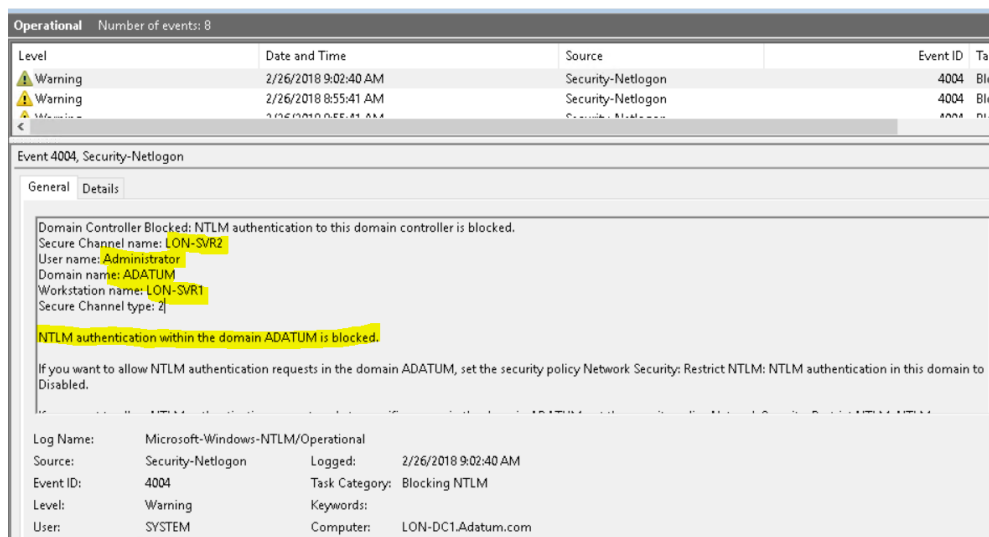 Operational Number of events: 8
Level Date and Time Source Event ID Ta
Warning 2/26/2018 9:02:40 AM Security-Netlogon 4004 Blo
Warning 2/26/2018 8:55:41 AM Security-Netlogon 4004 Blo
Event 4004, Security-Netlogon
General Details
Domain Controller Blocked: NTLM authentication to this domain controller is blocked.
Secure Channel name: LON-SVR2
User name: Administrator
Domain name: ADATUM
Workstation name: LON-SVR1
Secure Channel type: 2
NTLM authentication within the domain ADATUM is blocked.
If you want to allow NTLM authentication requests in the domain ADATUM, set the security policy Network Security: Restrict NTLM: NTLM authentication in this domain to
Disabled.
Log Name: Microsoft-Windows-NTLM/Operational
Source: Security-Netlogon Logged: 2/26/2018 9:02:40 AM
Event ID: 4004 Task Category: Blocking NTLM
Level: Warning Keywords:
User: SYSTEM Computer: LON-DC1.Adatum.com